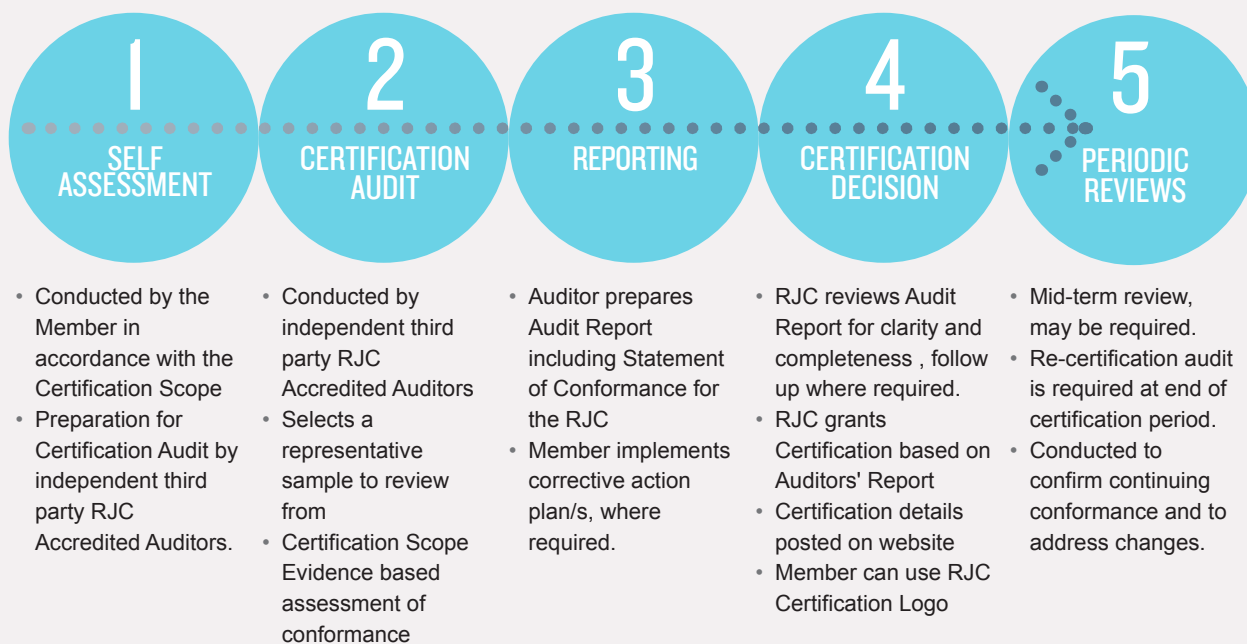 1
SELF
ASSESSMENT
• Conducted by the
Member in
accordance with the
Certification Scope
• Preparation for
Certification Audit by
independent third
party RJC
Accredited Auditors.
2
CERTIFICATION
AUDIT
• Conducted by
independent third
party RJC
Accredited Auditors
• Selects a
representative
sample to review
from
• Certification Scope
Evidence based
assessment of
conformance
3
REPORTING
• Auditor prepares
Audit Report
including Statement
of Conformance for
the RJC
• Member implements
corrective action
plan/s, where
required.
4
CERTIFICATION
DECISION
• RJC reviews Audit
Report for clarity and
completeness , follow
up where required.
• RJC grants
Certification based on
Auditors' Report
• Certification details
posted on website
• Member can use RJC
Certification Logo
5
PERIODIC
REVIEWS
• Mid-term review,
may be required.
• Re-certification audit
is required at end of
certification period.
• Conducted to
confirm continuing
conformance and to
address changes.